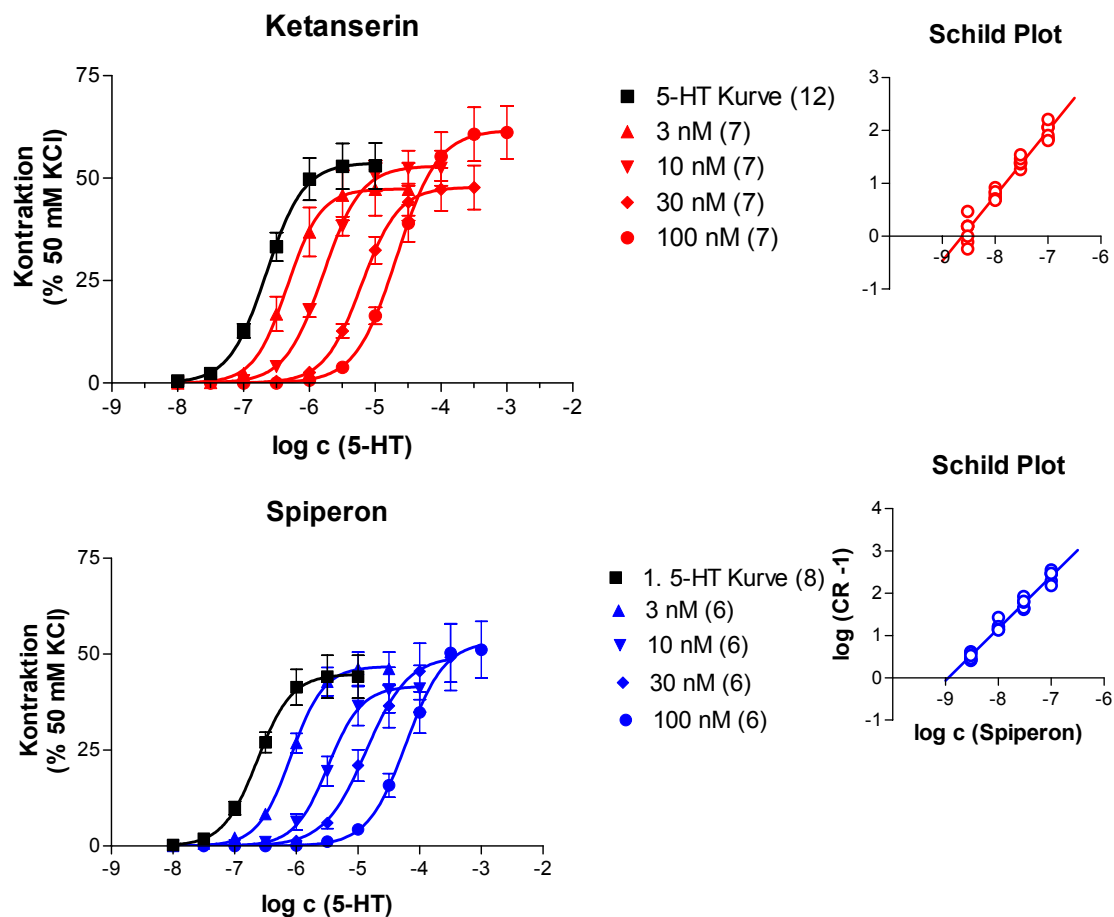 Ketanserin
Kontraktion
(% 50 mM KCl)
75
50
25
0
-9 -8 -7 -6 -5 -4 -3 -2
log c (5-HT)
5-HT Kurve (12)
3 nM (7)
10 nM (7)
30 nM (7)
100 nM (7)
Schild Plot
3
2
1
0
-1
-9 -8 -7 -6
Spiperon
Kontraktion
(% 50 mM KCl)
75
50
25
0
-9 -8 -7 -6 -5 -4 -3 -2
log c (5-HT)
1. 5-HT Kurve (8)
3 nM (6)
10 nM (6)
30 nM (6)
100 nM (6)
Schild Plot
log (CR -1)
4
3
2
1
0
-1
-10 -9 -8 -7 -6
log c (Spiperon)